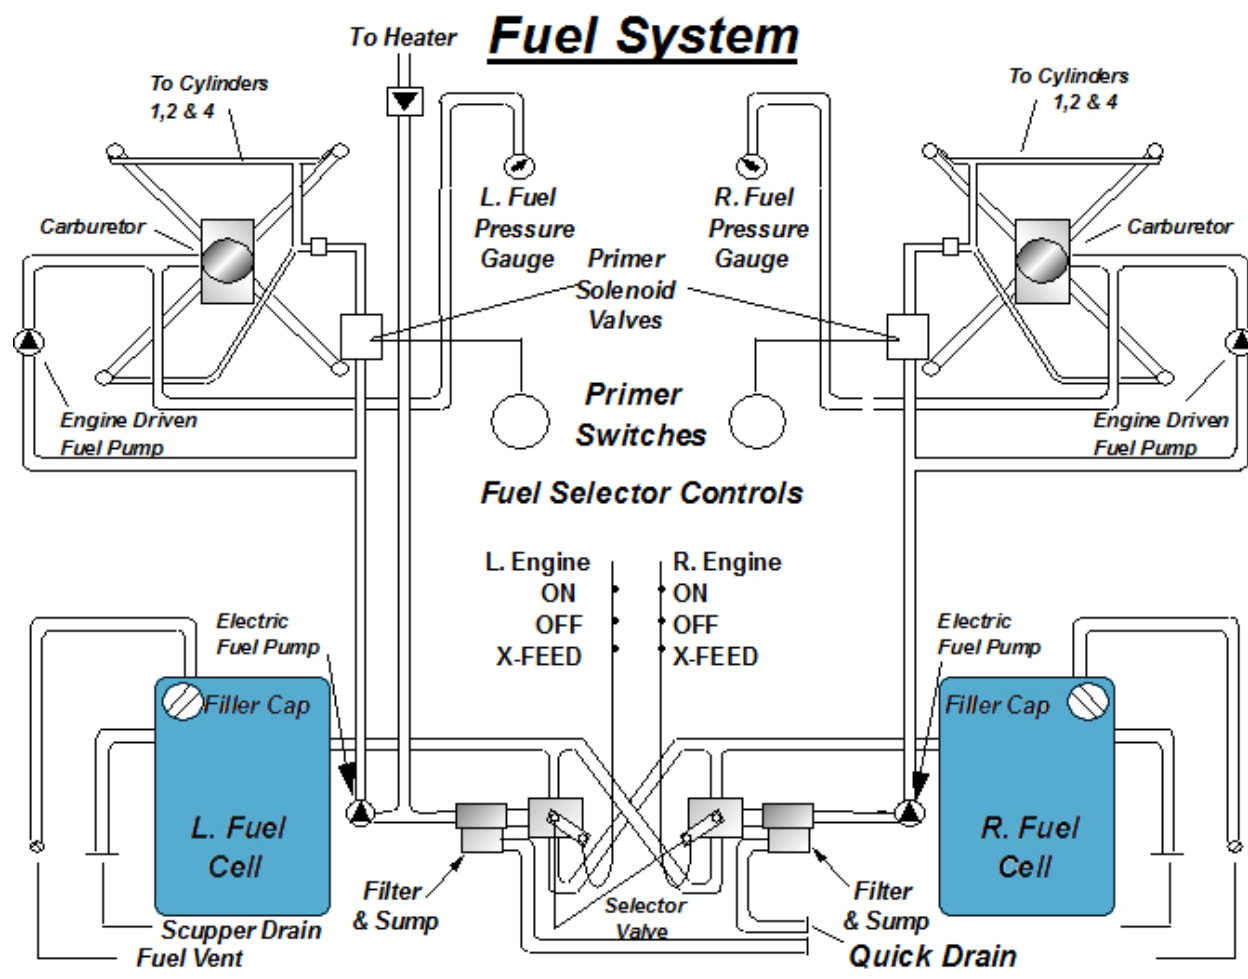 Fuel System
To Heater
To Cylinders
1,2 & 4
To Cylinders
1,2 & 4
L. Fuel
Pressure
Gauge
R. Fuel
Pressure
Gauge
Carburetor
Carburetor
Primer
Solenoid
Valves
Primer
Switches
Engine Driven
Fuel Pump
Engine Driven
Fuel Pump
Fuel Selector Controls
L. Engine
ON
OFF
X-FEED
R. Engine
ON
OFF
X-FEED
Electric
Fuel Pump
Electric
Fuel Pump
Filler Cap
Filler Cap
L. Fuel
Cell
R. Fuel
Cell
Filter
& Sump
Selector
Valve
Filter
& Sump
Scupper Drain
Fuel Vent
Quick Drain